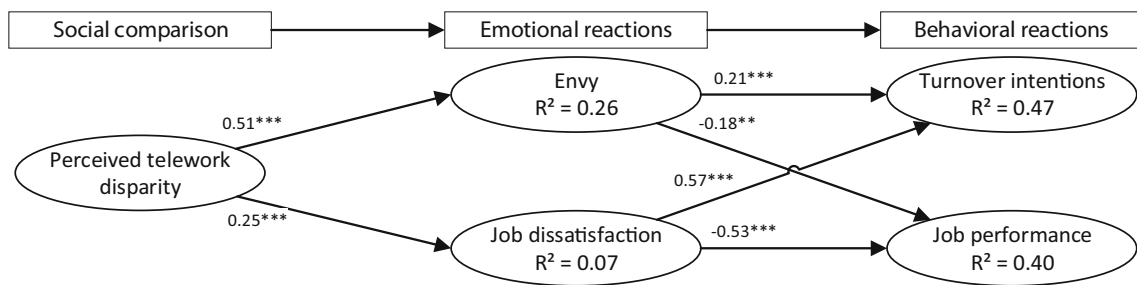 Social comparison
Emotional reactions
Behavioral reactions
Envy
R² = 0.26
0.21***
Turnover intentions
R² = 0.47
0.51***
-0.18**
Perceived telework
disparity
0.57***
0.25***
Job dissatisfaction
R² = 0.07
-0.53***
Job performance
R² = 0.40